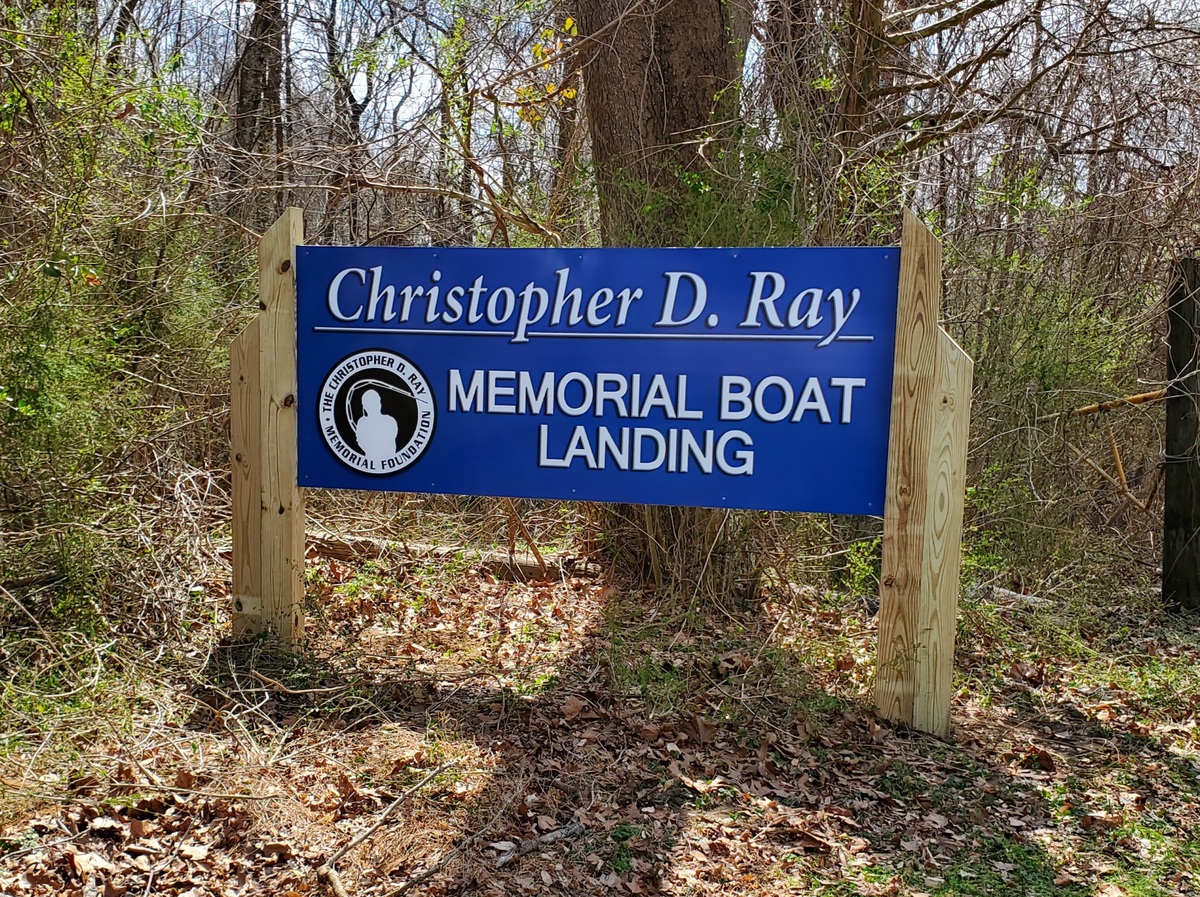 Christopher D. Ray
THE CHRISTOPHER D. RAY
MEMORIAL FOUNDATION
MEMORIAL BOAT
LANDING